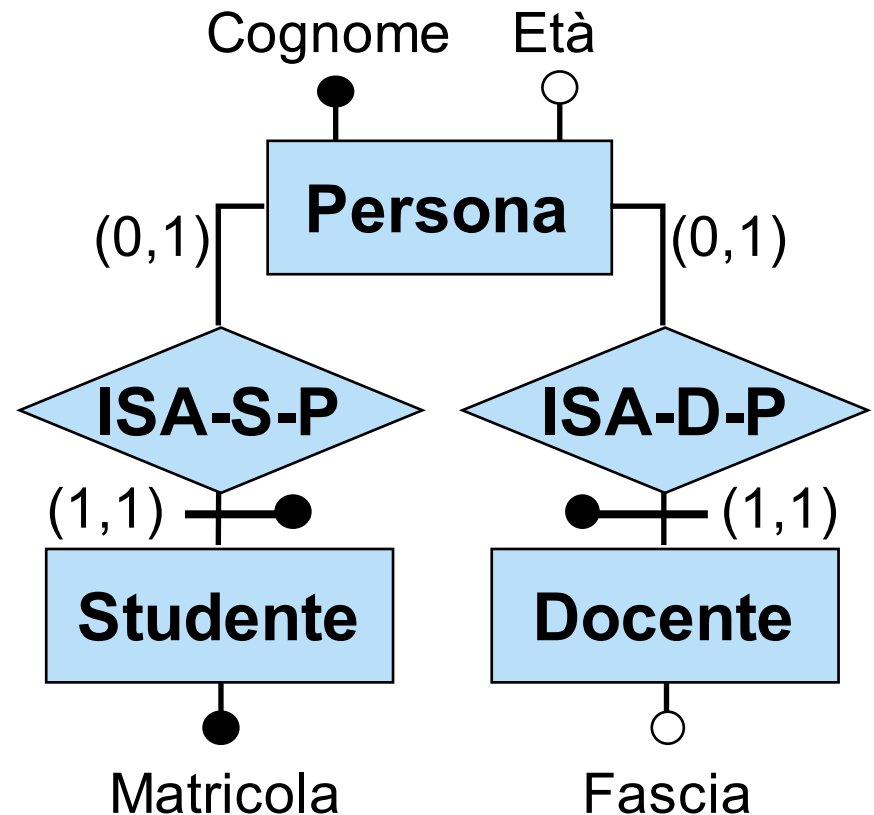 Cognome Età
Persona
(0,1) (0,1)
ISA-S-P ISA-D-P
(1,1) (1,1)
Studente Docente
Matricola Fascia